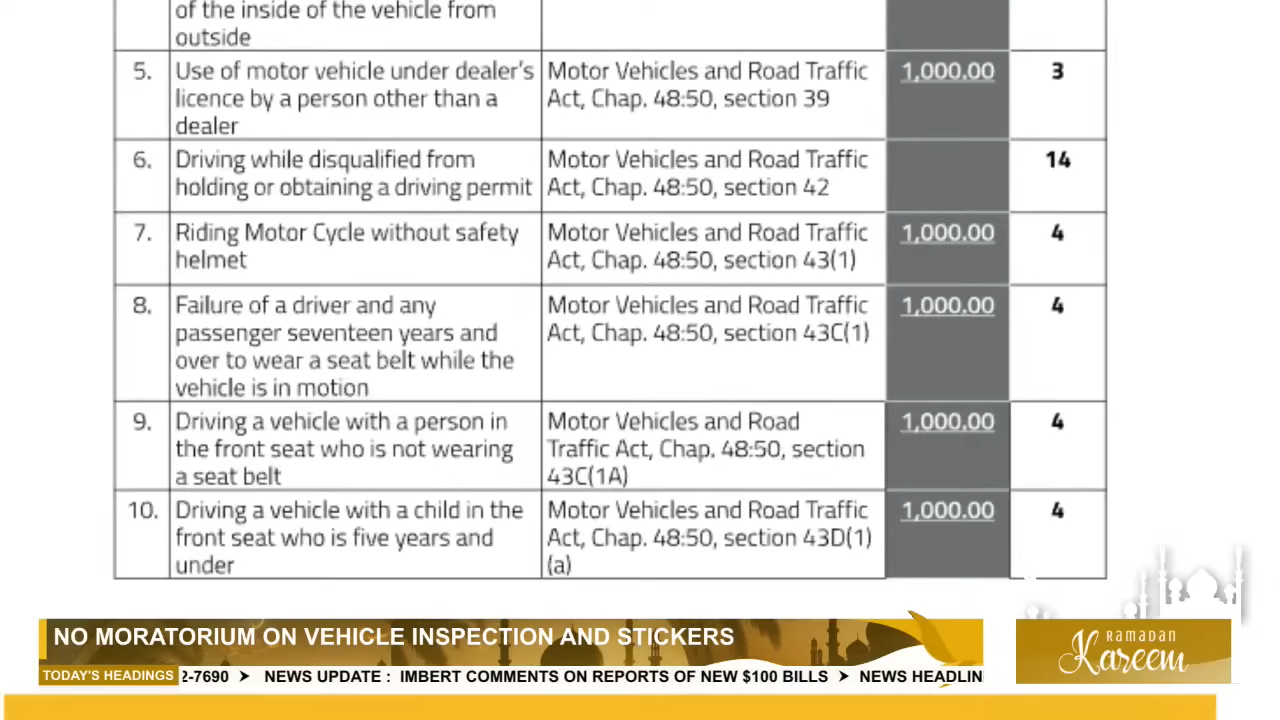 of the inside of the vehicle from
outside
5. Use of motor vehicle under dealer's Motor Vehicles and Road Traffic 1,000.00 3
licence by a person other than a Act, Chap. 48:50, section 39
dealer
6. Driving while disqualified from Motor Vehicles and Road Traffic 14
holding or obtaining a driving permit Act, Chap. 48:50, section 42
7. Riding Motor Cycle without safety Motor Vehicles and Road Traffic 1,000.00 4
helmet Act, Chap. 48:50, section 43(1)
8. Failure of a driver and any Motor Vehicles and Road Traffic 1,000.00 4
passenger seventeen years and Act, Chap. 48:50, section 43C(1)
over to wear a seat belt while the
vehicle is in motion
9. Driving a vehicle with a person in Motor Vehicles and Road 1,000.00 4
the front seat who is not wearing Traffic Act, Chap. 48:50, section
a seat belt 43C(1A)
10. Driving a vehicle with a child in the Motor Vehicles and Road Traffic 1,000.00 4
front seat who is five years and Act, Chap. 48:50, section 43D(1)
under (a)
NO MORATORIUM ON VEHICLE INSPECTION AND STICKERS
RAMADAN
Kareem
TODAY'S HEADINGS 2-7690 ➤ NEWS UPDATE : IMBERT COMMENTS ON REPORTS OF NEW $100 BILLS ➤ NEWS HEADLIN